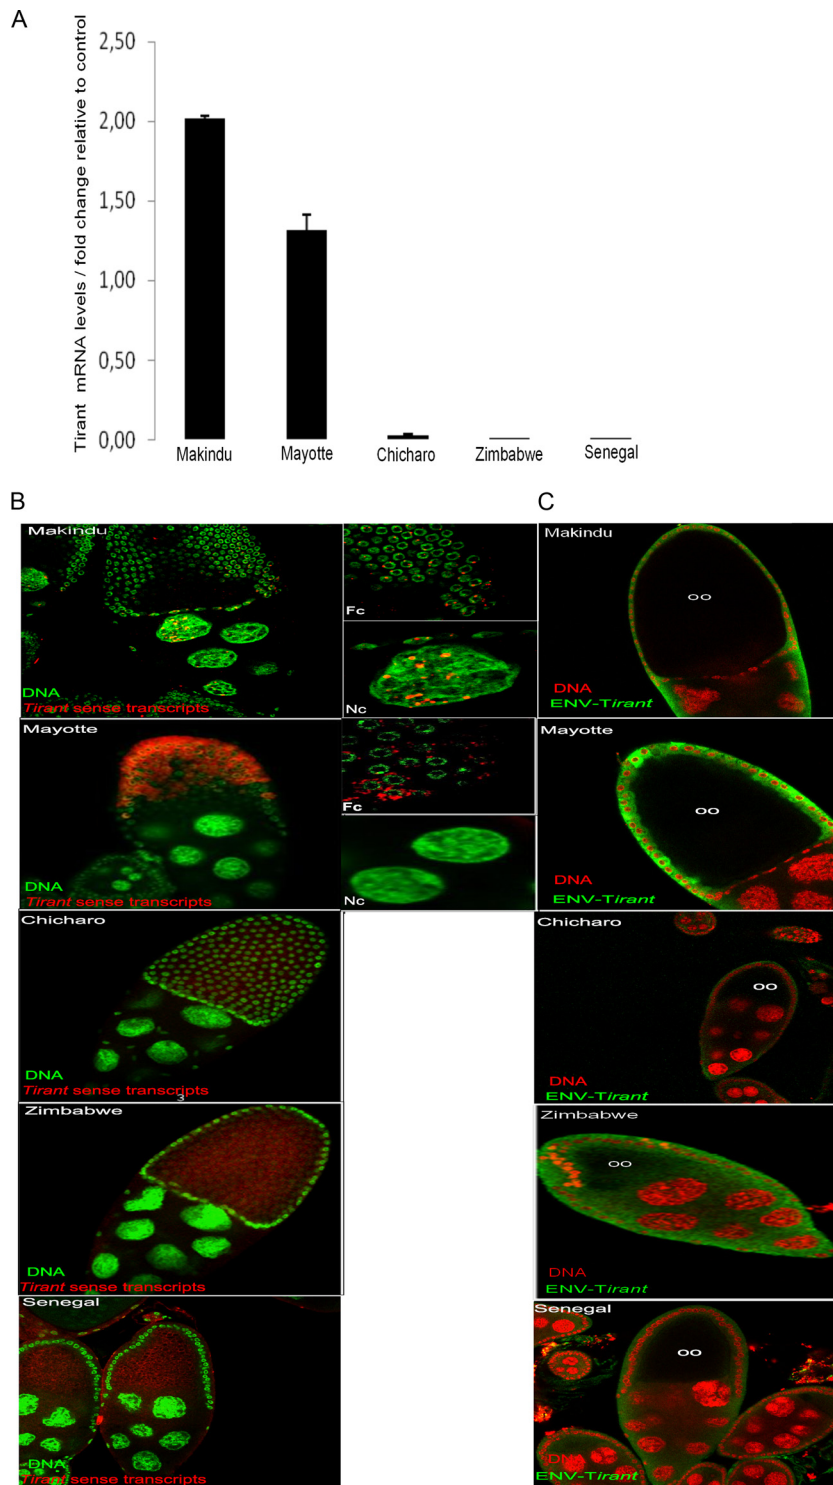 A
Tirant mRNA levels / fold change relative to control
2,50
2,00
1,50
1,00
0,50
0,00
Makindu
Mayotte
Chicharo
Zimbabwe
Senegal
B
Makindu
DNA
Tirant sense transcripts
Fc
Nc
Mayotte
DNA
Tirant sense transcripts
Fc
Nc
Chicharo
DNA
Tirant sense transcripts
3
Zimbabwe
DNA
Tirant sense transcripts
Senegal
DNA
Tirant sense transcripts
C
Makindu
oo
DNA
ENV-Tirant
Mayotte
oo
DNA
ENV-Tirant
Chicharo
oo
DNA
ENV-Tirant
Zimbabwe
oo
DNA
ENV-Tirant
Senegal
oo
DNA
ENV-Tirant